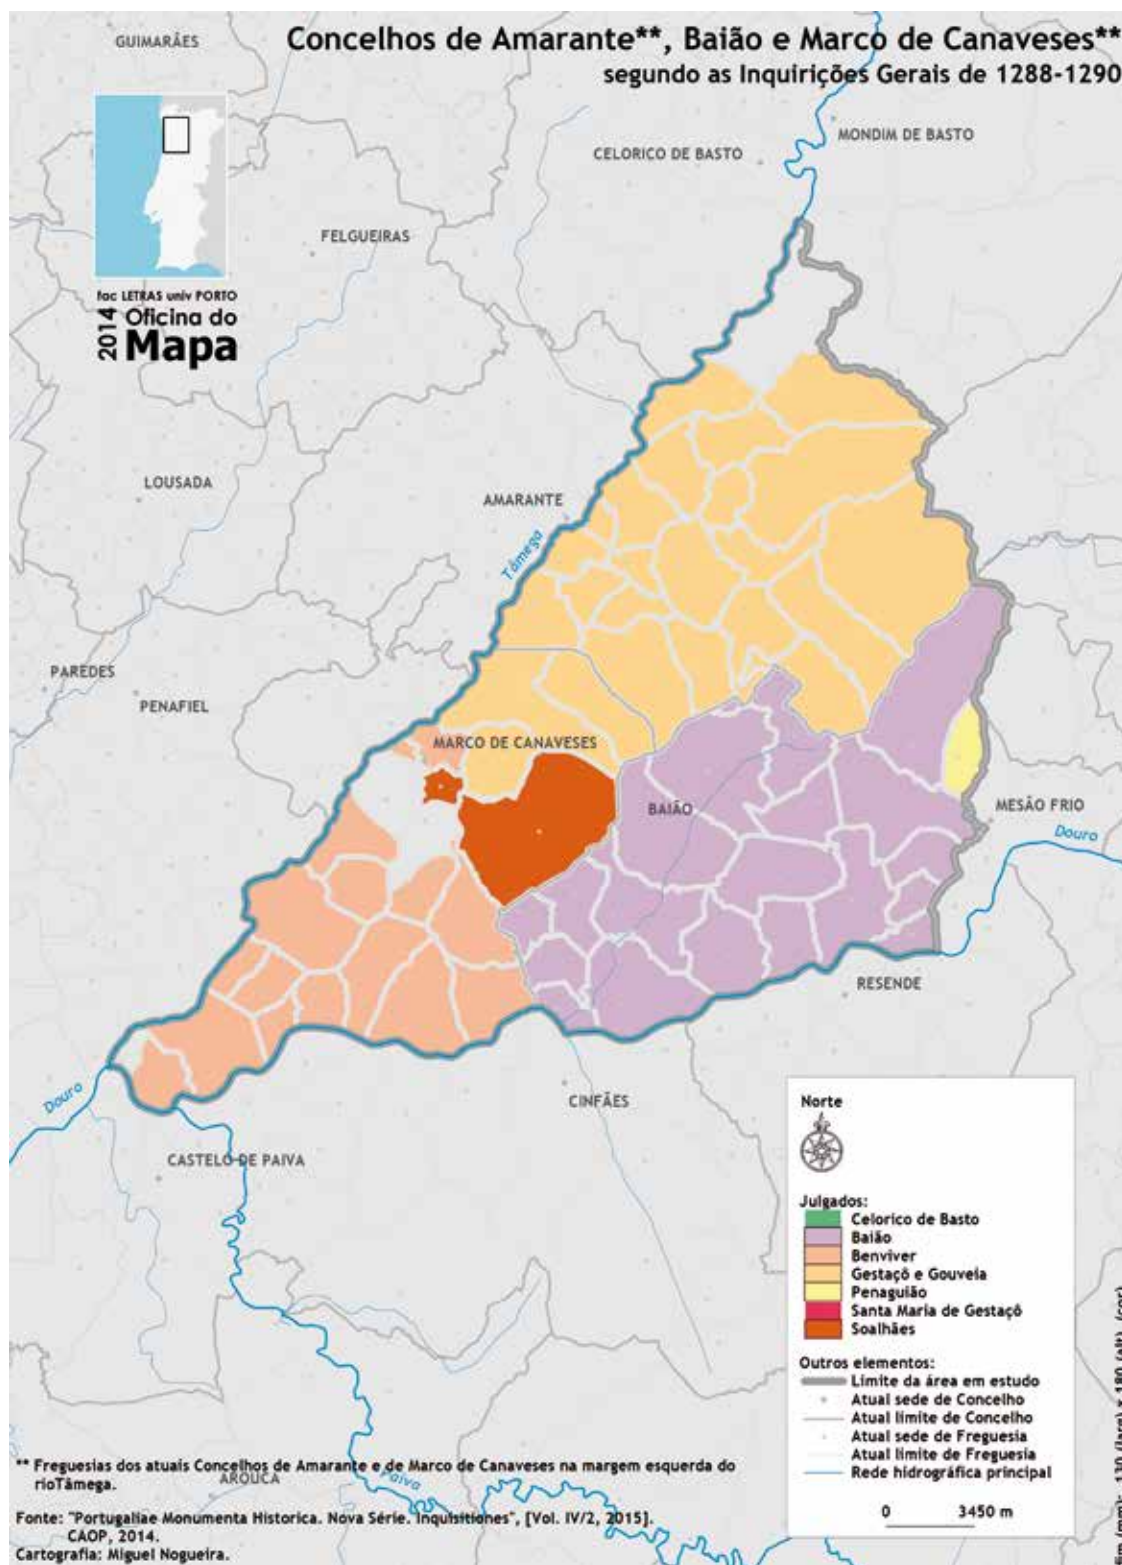 Concelhos de Amarante**, Baião e Marco de Canaveses**
segundo as Inquirições Gerais de 1288-1290
GUIMARÃES
MONDIM DE BASTO
CELORICO DE BASTO
FELGUEIRAS
fac LETRAS univ PORTO
2014
Oficina do
Mapa
LOUSADA
AMARANTE
Tâmega
PAREDES
PENAFIEL
MARCO DE CANAVESES
BAIÃO
MESÃO FRIO
Douro
RESENDE
Douro
CINFÃES
CASTELO DE PAIVA
Norte
Julgados:
Celorico de Basto
Baião
Benviver
Gestaçô e Gouveia
Penaguião
Santa Maria de Gestaçô
Soalhães
Outros elementos:
Limite da área em estudo
Atual sede de Concelho
Atual limite de Concelho
Atual sede de Freguesia
Atual limite de Freguesia
Rede hidrográfica principal
0 3450 m
AROUCA
Paiva
** Freguesias dos atuais Concelhos de Amarante e de Marco de Canaveses na margem esquerda do
rioTâmega.
Fonte: "Portugaliae Monumenta Historica. Nova Série. Inquisitiones", [Vol. IV/2, 2015].
CAOP, 2014.
Cartografia: Miguel Nogueira.
(mm): 130 (larg) x 180 (alt) (cor)